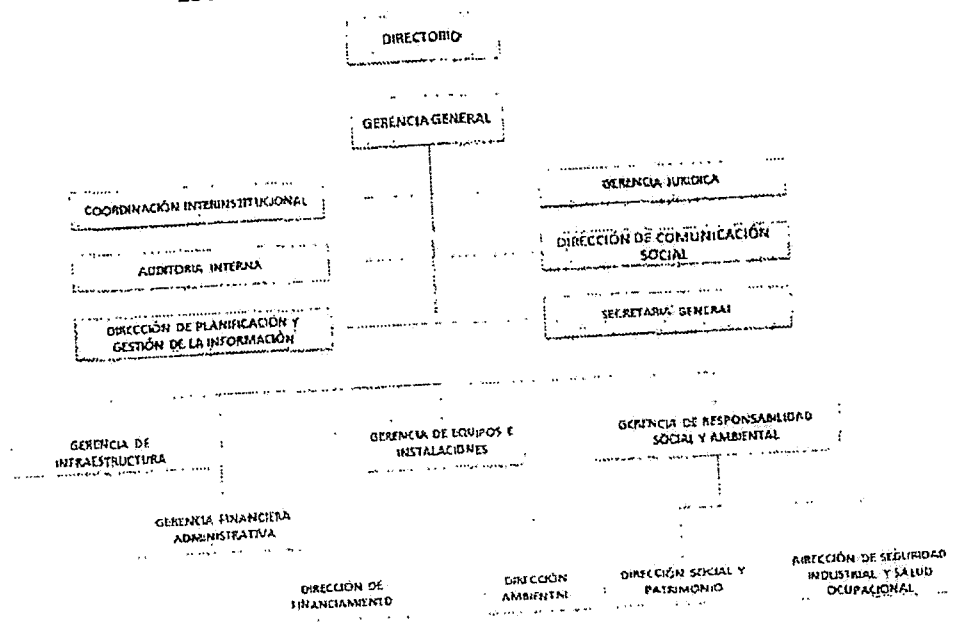 DIRECTORIO
GERENCIA GENERAL
COORDINACIÓN INTERINSTITUCIONAL
GERENCIA JURÍDICA
AUDITORIA INTERNA
DIRECCIÓN DE COMUNICACIÓN
SOCIAL
DIRECCIÓN DE PLANIFICACIÓN Y
GESTIÓN DE LA INFORMACIÓN
SECRETARIA GENERAL
GERENCIA DE
INFRAESTRUCTURA
GERENCIA DE EQUIPOS E
INSTALACIONES
GERENCIA DE RESPONSABILIDAD
SOCIAL Y AMBIENTAL
GERENCIA FINANCIERA
ADMINISTRATIVA
DIRECCIÓN DE
FINANCIAMIENTO
DIRECCIÓN
AMBIENTAL
DIRECCIÓN SOCIAL Y
PATRIMONIO
DIRECCIÓN DE SEGURIDAD
INDUSTRIAL Y SALUD
OCUPACIONAL